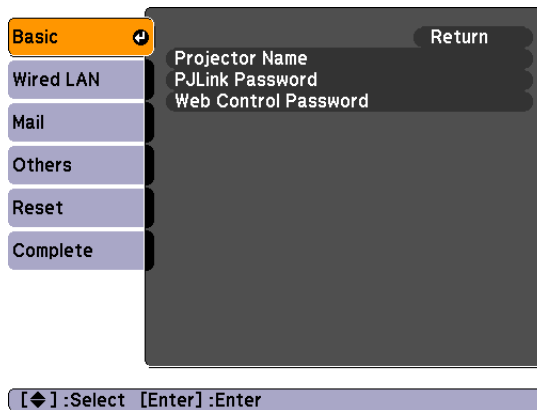 Basic
Wired LAN
Mail
Others
Reset
Complete
Return
Projector Name
PJLink Password
Web Control Password
[◆] :Select [Enter] :Enter